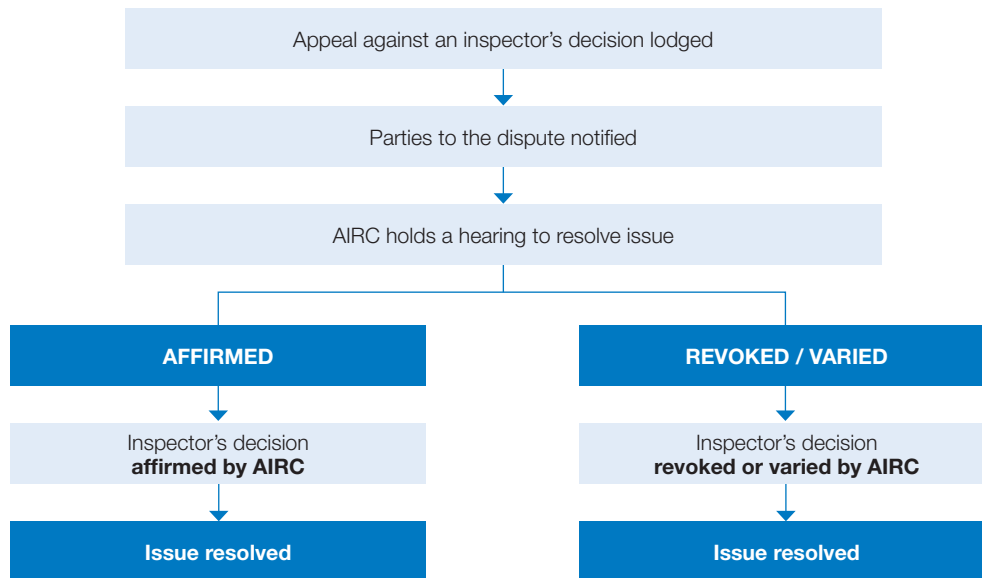 Appeal against an inspector’s decision lodged
Parties to the dispute notified
AIRC holds a hearing to resolve issue
AFFIRMED
REVOKED / VARIED
Inspector’s decision
affirmed by AIRC
Inspector’s decision
revoked or varied by AIRC
Issue resolved
Issue resolved